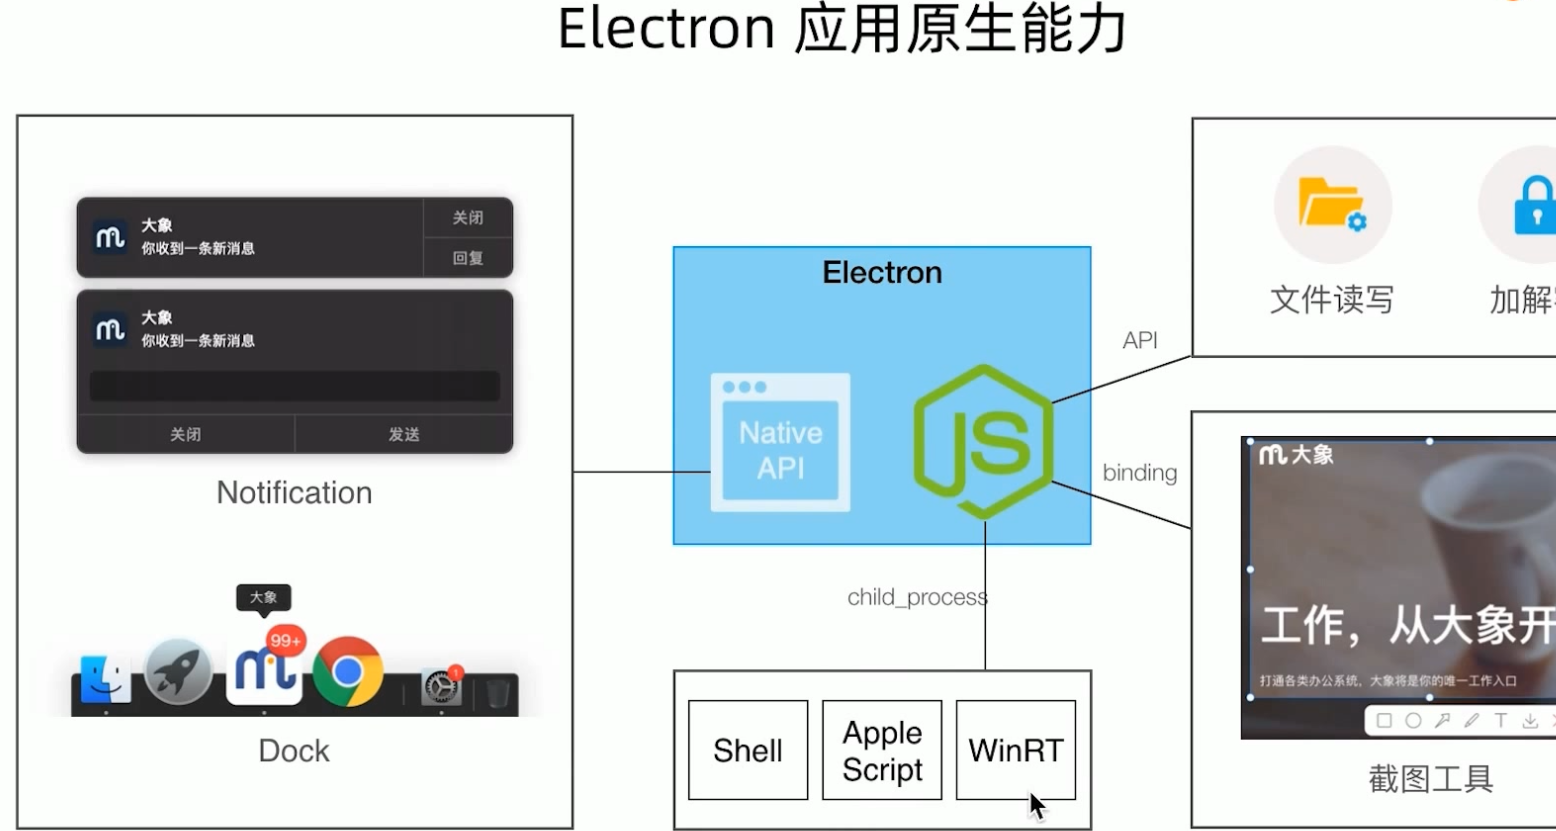 Electron 应用原生能力
大象
你收到一条新消息
关闭
回复
大象
你收到一条新消息
关闭
发送
Notification
大象
99+
1
Dock
Electron
Native
API
JS
API
binding
child_process
Shell
Apple
Script
WinRT
文件读写
加解
大象
工作，从大象开
打通各类办公系统，大象将是你的唯一工作入口
T
截图工具